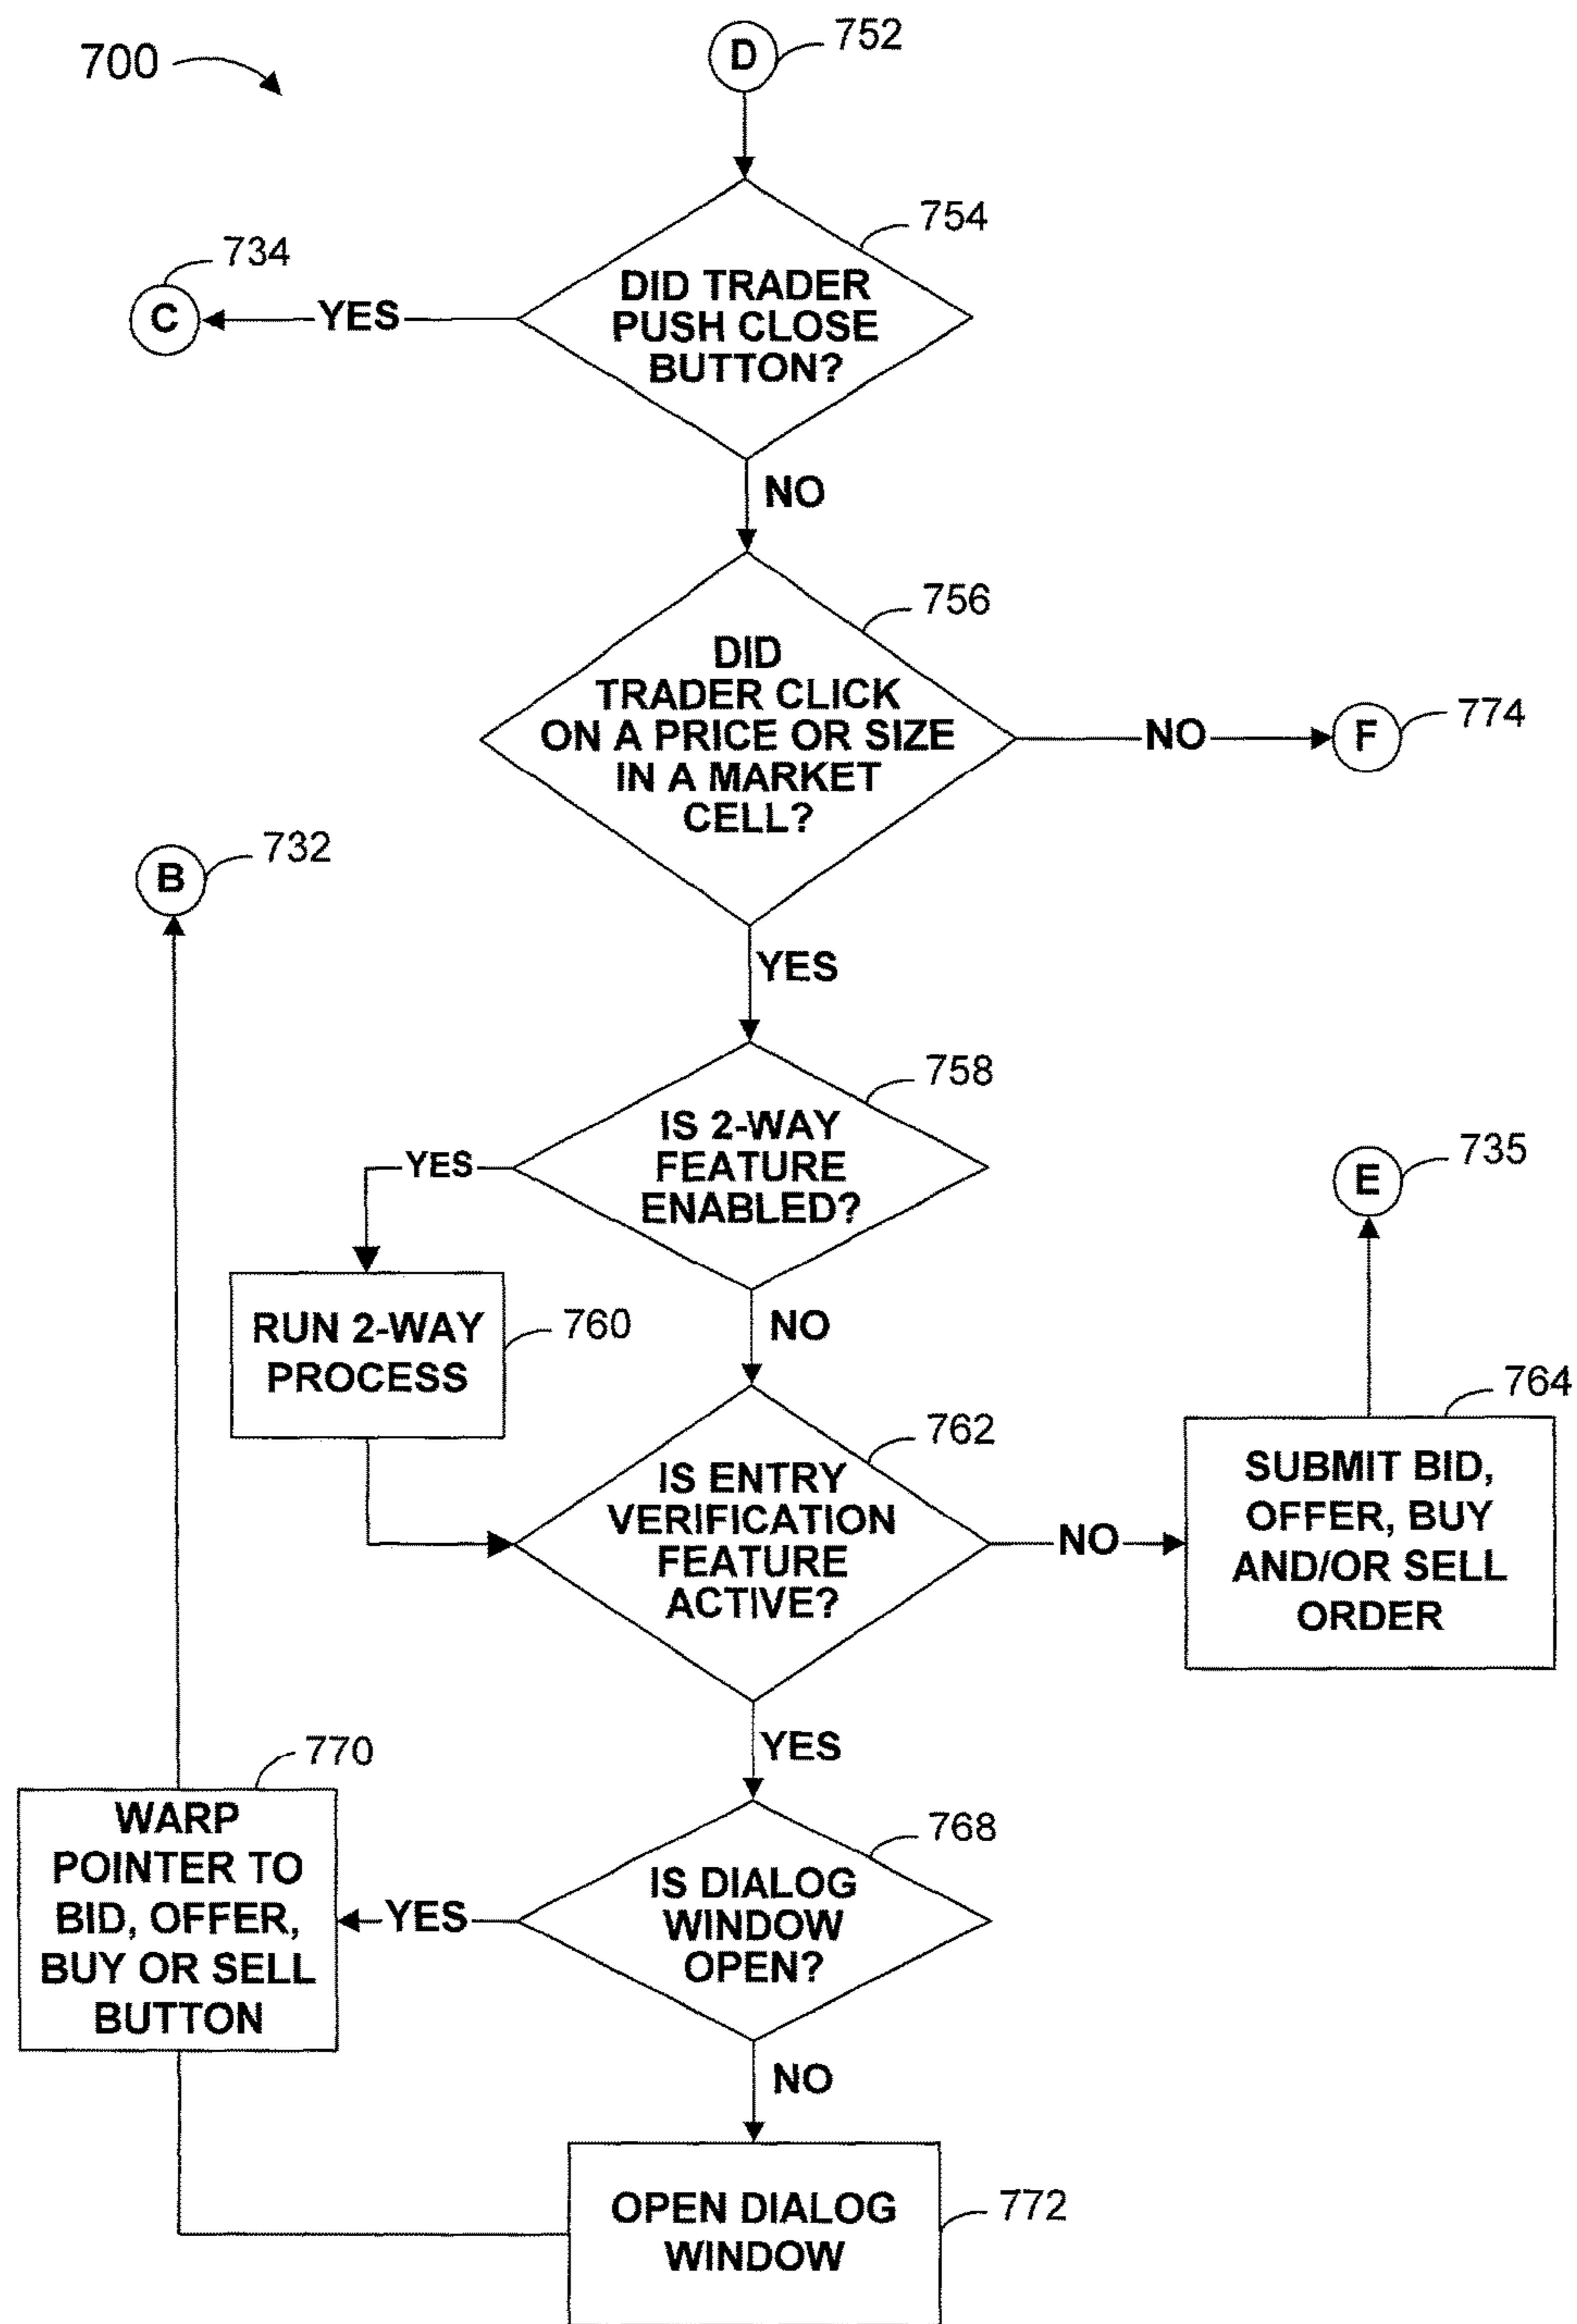 700
D
752
754
DID TRADER
PUSH CLOSE
BUTTON?
734
C
YES
NO
756
DID
TRADER CLICK
ON A PRICE OR SIZE
IN A MARKET
CELL?
NO
F
774
732
B
YES
758
IS 2-WAY
FEATURE
ENABLED?
YES
735
E
RUN 2-WAY
PROCESS
760
NO
762
IS ENTRY
VERIFICATION
FEATURE
ACTIVE?
NO
764
SUBMIT BID,
OFFER, BUY
AND/OR SELL
ORDER
YES
770
WARP
POINTER TO
BID, OFFER,
BUY OR SELL
BUTTON
YES
768
IS DIALOG
WINDOW
OPEN?
NO
OPEN DIALOG
WINDOW
772